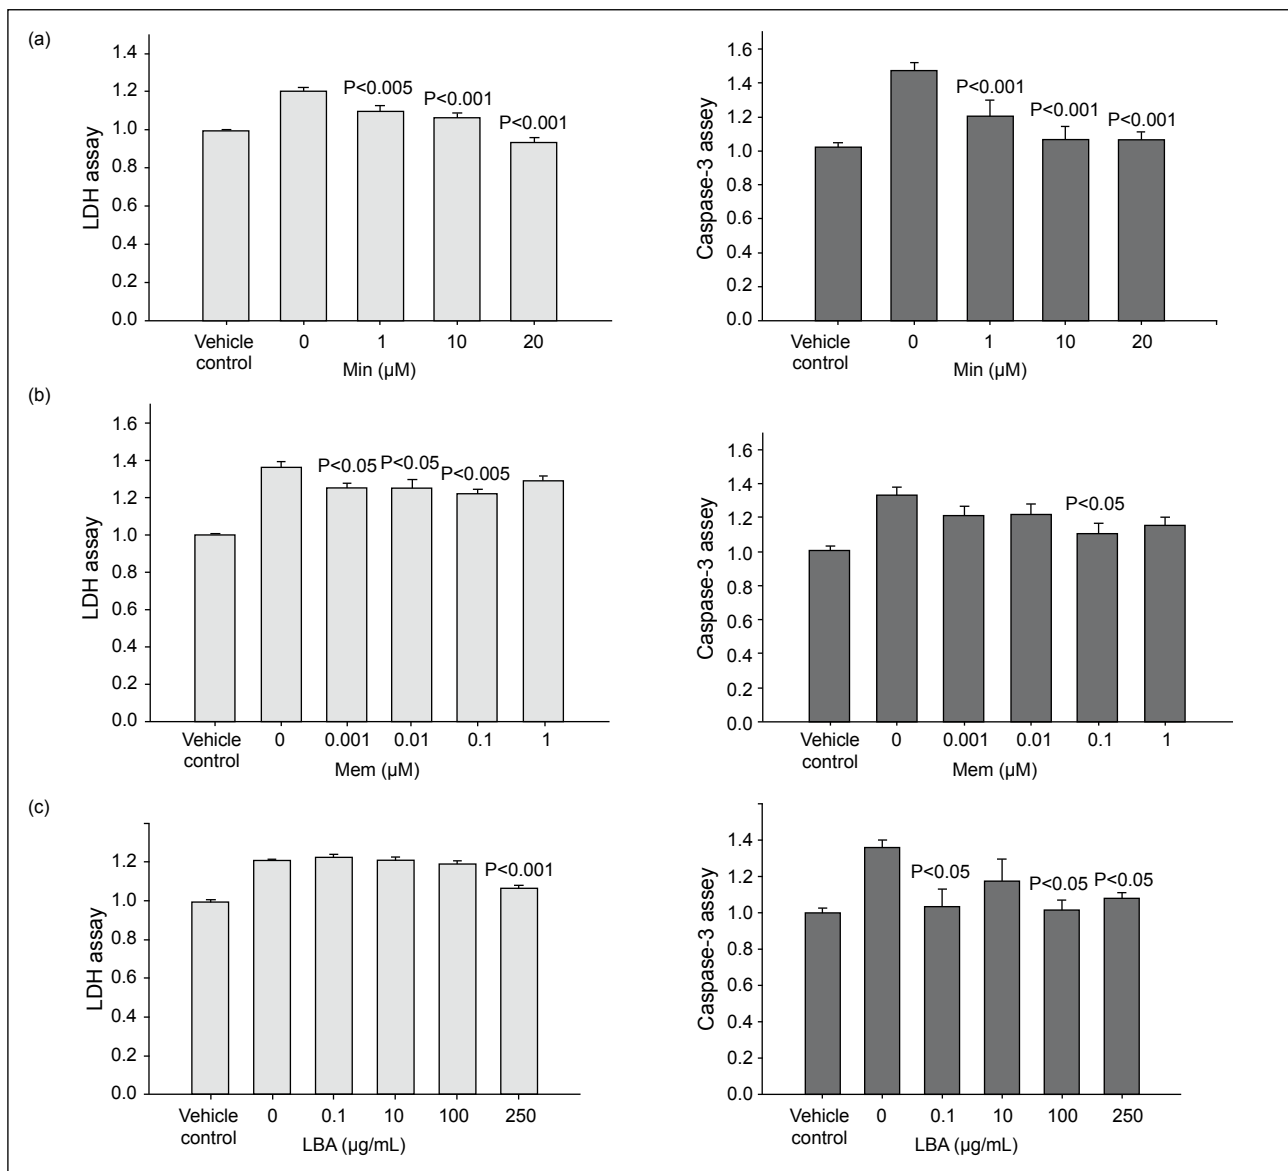 (a)
LDH assay
1.4
1.2
1.0
0.8
0.6
0.4
0.2
0.0
P<0.005
P<0.001
P<0.001
Vehicle control
0
1
10
20
Min (µM)
Caspase-3 assey
1.6
1.4
1.2
1.0
0.8
0.6
0.4
0.2
0.0
P<0.001
P<0.001
P<0.001
Vehicle control
0
1
10
20
Min (µM)
(b)
LDH assay
1.6
1.4
1.2
1.0
0.8
0.6
0.4
0.2
0.0
P<0.05
P<0.05
P<0.005
Vehicle control
0
0.001
0.01
0.1
1
Mem (µM)
Caspase-3 assey
1.6
1.4
1.2
1.0
0.8
0.6
0.4
0.2
0.0
P<0.05
Vehicle control
0
0.001
0.01
0.1
1
Mem (µM)
(c)
LDH assay
1.2
1.0
0.8
0.6
0.4
0.2
0.0
P<0.001
Vehicle control
0
0.1
10
100
250
LBA (µg/mL)
Caspase-3 assey
1.4
1.2
1.0
0.8
0.6
0.4
0.2
0.0
P<0.05
P<0.05
P<0.05
Vehicle control
0
0.1
10
100
250
LBA (µg/mL)